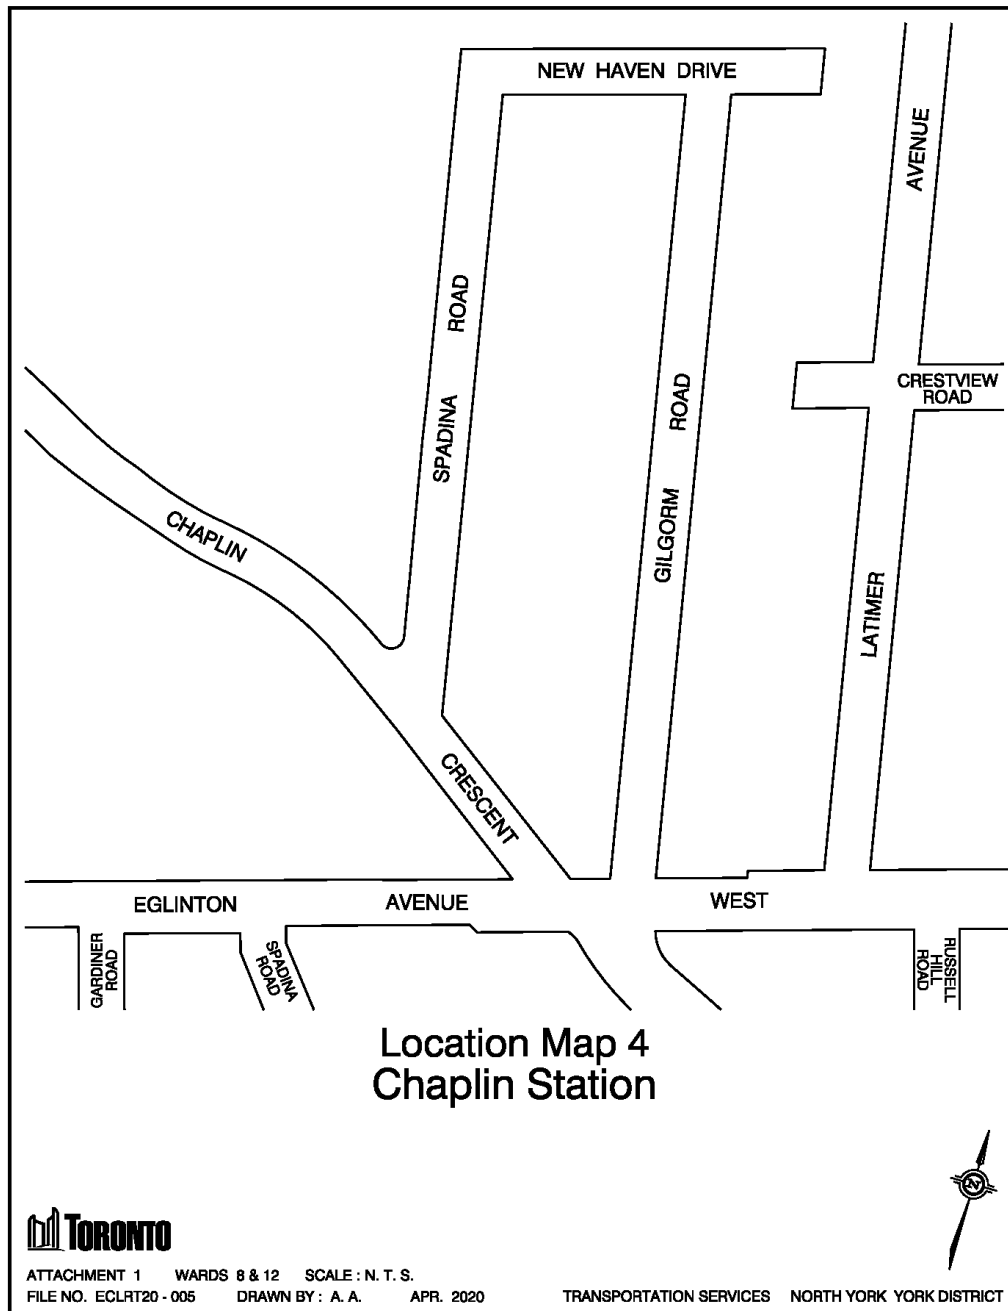 NEW HAVEN DRIVE
AVENUE
SPADINA ROAD
GILGORM ROAD
CRESTVIEW
ROAD
CHAPLIN
LATIMER
CRESCENT
EGLINTON AVENUE WEST
GARDINER
ROAD
SPADINA
ROAD
RUSSELL
HILL
ROAD
Location Map 4
Chaplin Station
N
TORONTO
ATTACHMENT 1 WARDS 8 & 12 SCALE : N. T. S.
FILE NO. ECLRT20 - 005 DRAWN BY : A. A. APR. 2020 TRANSPORTATION SERVICES NORTH YORK YORK DISTRICT